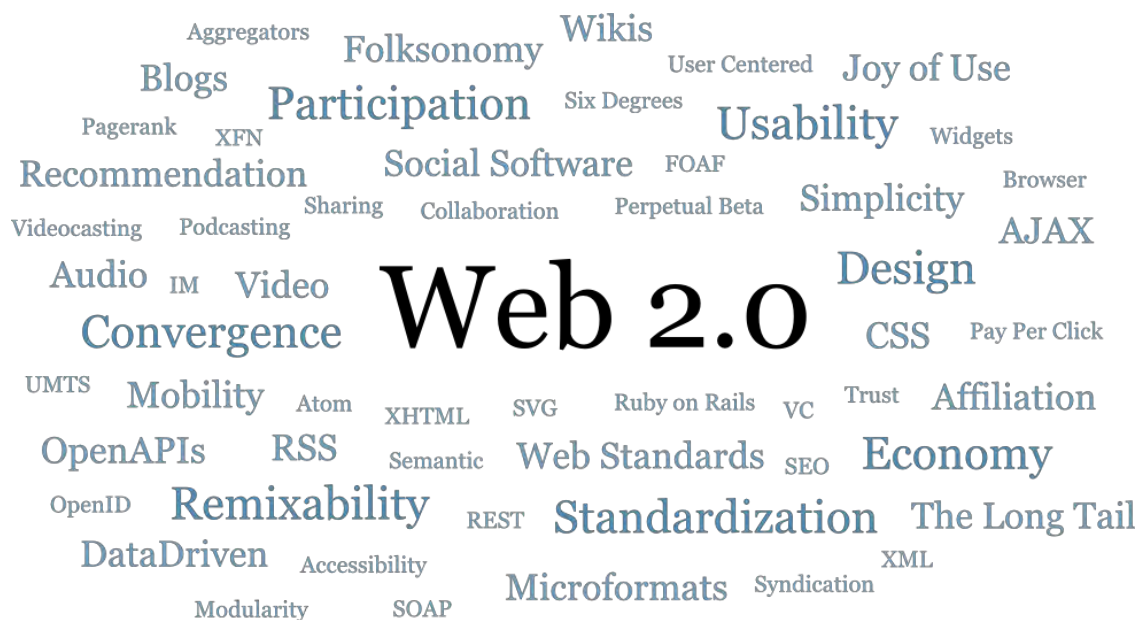 Wikis
Aggregators
Folksonomy
User Centered
Joy of Use
Blogs
Participation
Six Degrees
Usability
Pagerank
XFN
Widgets
Social Software
FOAF
Recommendation
Browser
Sharing
Collaboration
Perpetual Beta
Simplicity
Videocasting
Podcasting
AJAX
Audio
IM
Video
Design
Web 2.0
Convergence
CSS
Pay Per Click
UMTS
Mobility
Atom
XHTML
SVG
Ruby on Rails
VC
Trust
Affiliation
OpenAPIs
RSS
Semantic
Web Standards
SEO
Economy
OpenID
Remixability
REST
Standardization
The Long Tail
DataDriven
Accessibility
XML
Microformats
Syndication
Modularity
SOAP